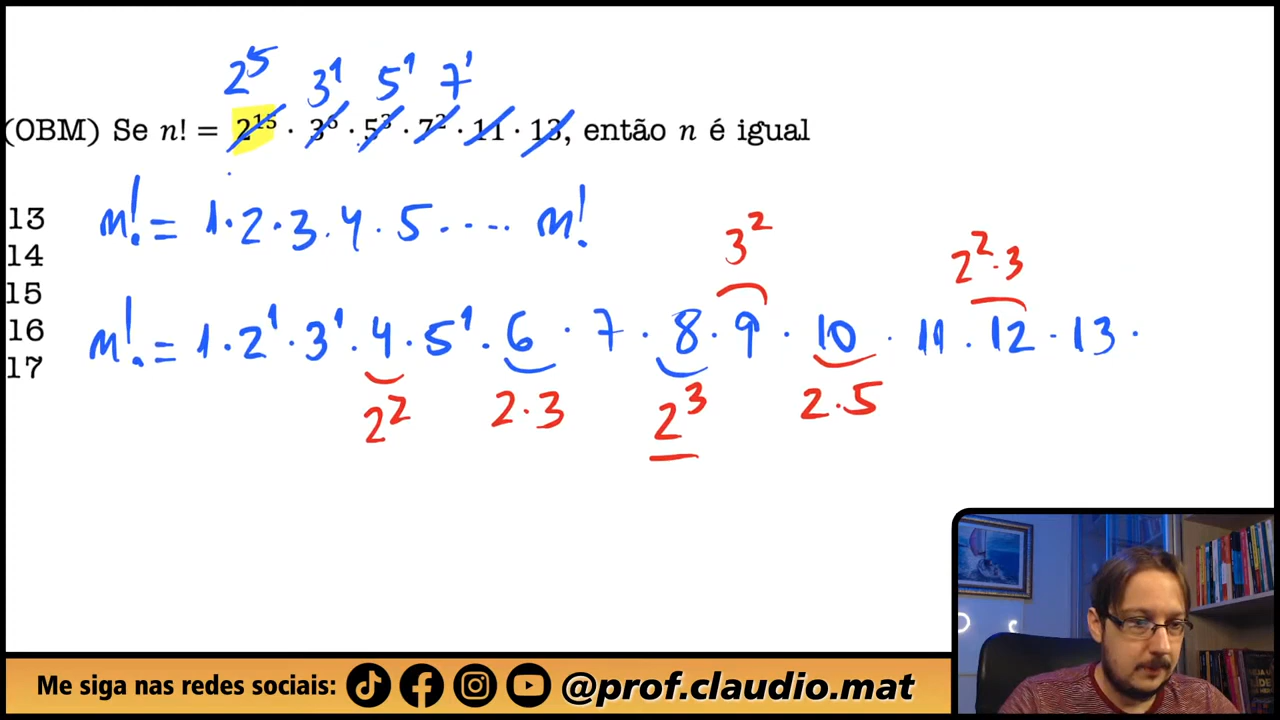 2⁵ 3¹ 5¹ 7¹
(OBM) Se n! = 2¹⁵ · 3⁶ · 5³ · 7² · 11 · 13, então n é igual
13
14
15
16
17
n! = 1 · 2 · 3 · 4 · 5 · .... n!
3² 2² · 3
n! = 1 · 2¹ · 3¹ · 4 · 5¹ · 6 · 7 · 8 · 9 · 10 · 11 · 12 · 13 ·
2² 2 · 3 2³ 2 · 5
Me siga nas redes sociais: @prof.claudio.mat